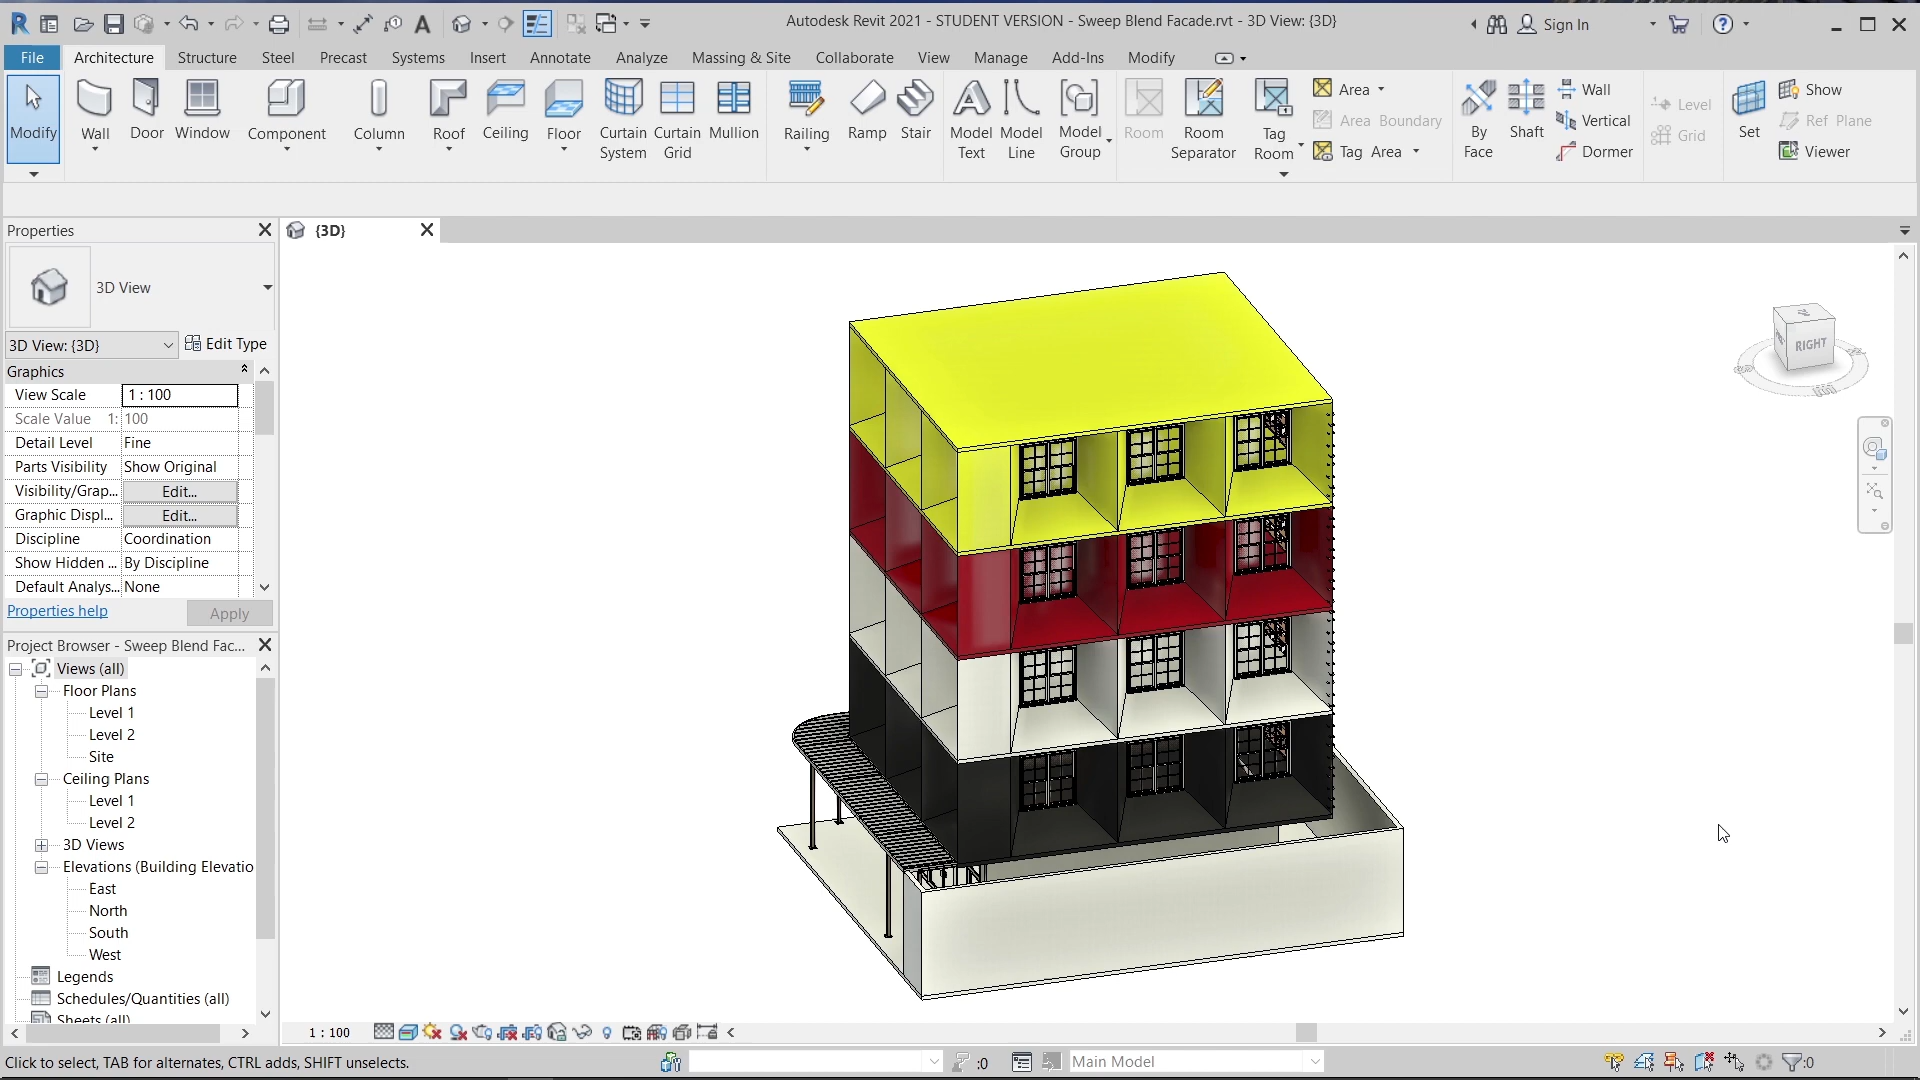 Autodesk Revit 2021 - STUDENT VERSION - Sweep Blend Facade.rvt - 3D View: {3D}
Sign In
File Architecture Structure Steel Precast Systems Insert Annotate Analyze Massing & Site Collaborate View Manage Add-Ins Modify
Modify
Wall
Door
Window
Component
Column
Roof
Ceiling
Floor
Curtain System
Curtain Grid
Mullion
Railing
Ramp
Stair
Model Text
Model Line
Model Group
Room
Room Separator
Tag Room
Area
Area Boundary
Tag Area
By Face
Shaft
Wall
Vertical
Dormer
Level
Grid
Set
Show
Ref Plane
Viewer
Properties
{3D}
3D View
3D View: {3D}
Edit Type
Graphics
View Scale 1 : 100
Scale Value 1: 100
Detail Level Fine
Parts Visibility Show Original
Visibility/Grap... Edit...
Graphic Displ... Edit...
Discipline Coordination
Show Hidden ... By Discipline
Default Analys... None
Properties help Apply
Project Browser - Sweep Blend Fac...
Views (all)
Floor Plans
Level 1
Level 2
Site
Ceiling Plans
Level 1
Level 2
3D Views
Elevations (Building Elevatio
East
North
South
West
Legends
Schedules/Quantities (all)
Sheets (all)
RIGHT
1 : 100
Click to select, TAB for alternates, CTRL adds, SHIFT unselects.
:0
Main Model
:0